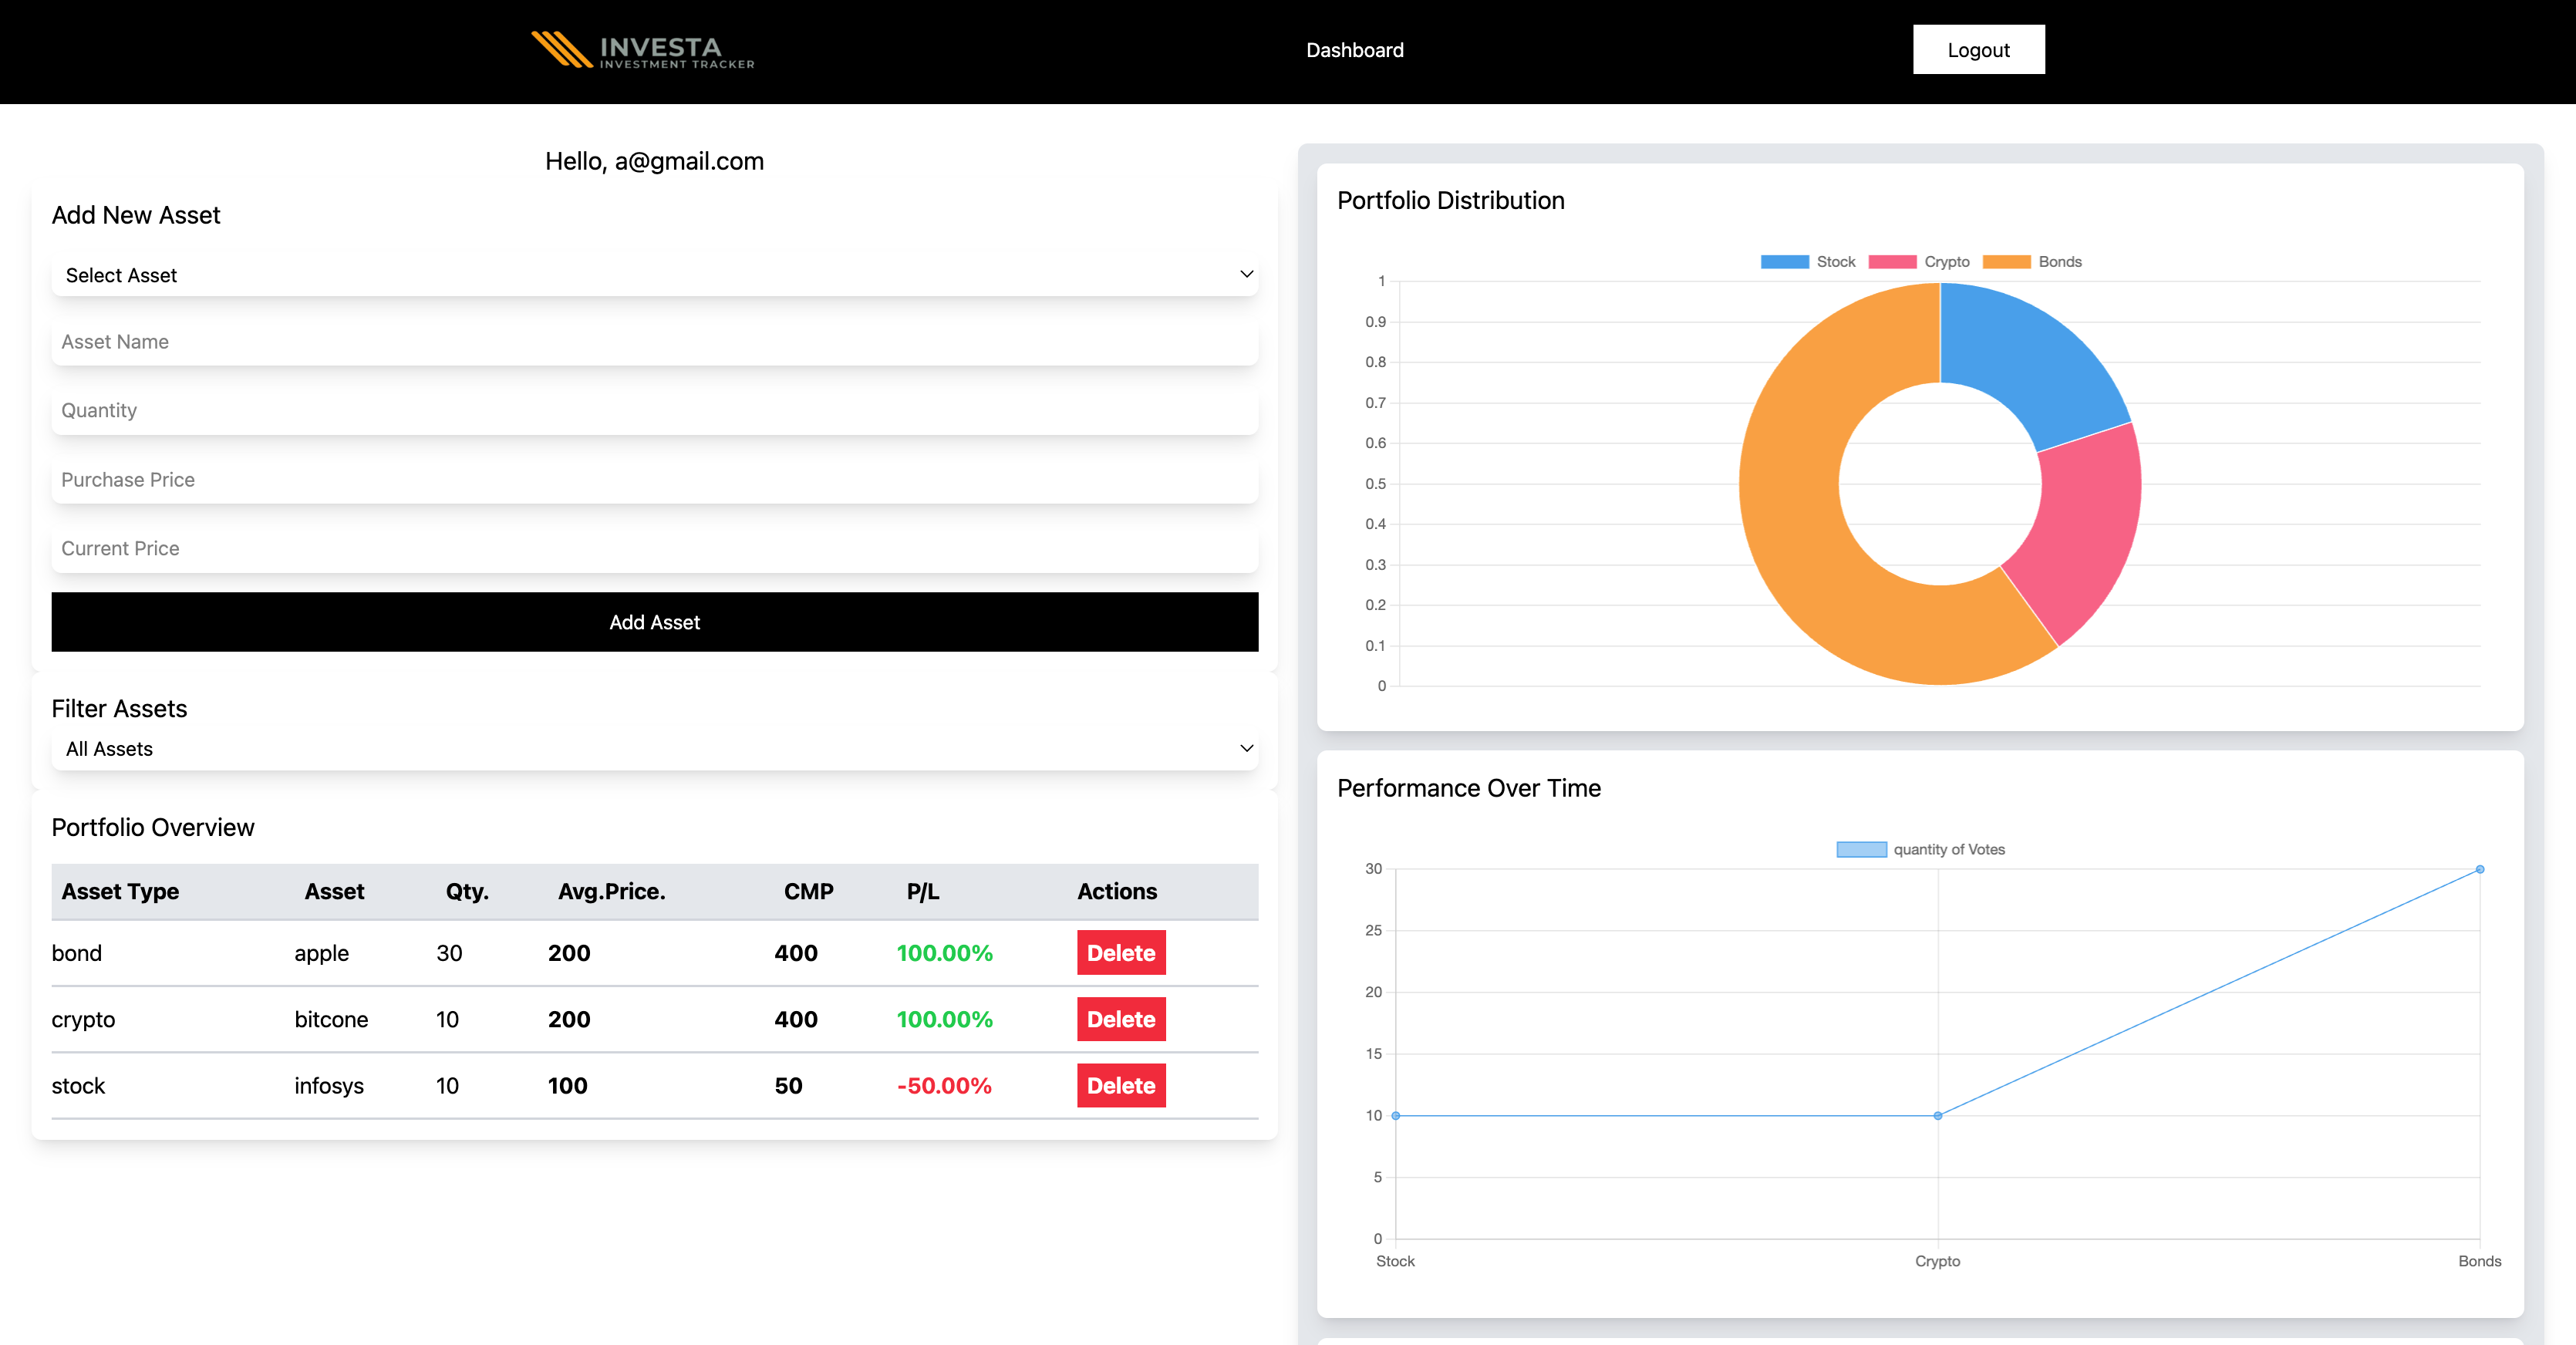 INVESTA
INVESTMENT TRACKER
Dashboard
Logout
Hello, a@gmail.com
Add New Asset
Select Asset
Asset Name
Quantity
Purchase Price
Current Price
Add Asset
Filter Assets
All Assets
Portfolio Overview
Asset Type Asset Qty. Avg.Price. CMP P/L Actions
bond apple 30 200 400 100.00% Delete
crypto bitcone 10 200 400 100.00% Delete
stock infosys 10 100 50 -50.00% Delete
Portfolio Distribution
Stock Crypto Bonds
1
0.9
0.8
0.7
0.6
0.5
0.4
0.3
0.2
0.1
0
Performance Over Time
quantity of Votes
30
25
20
15
10
5
0
Stock Crypto Bonds